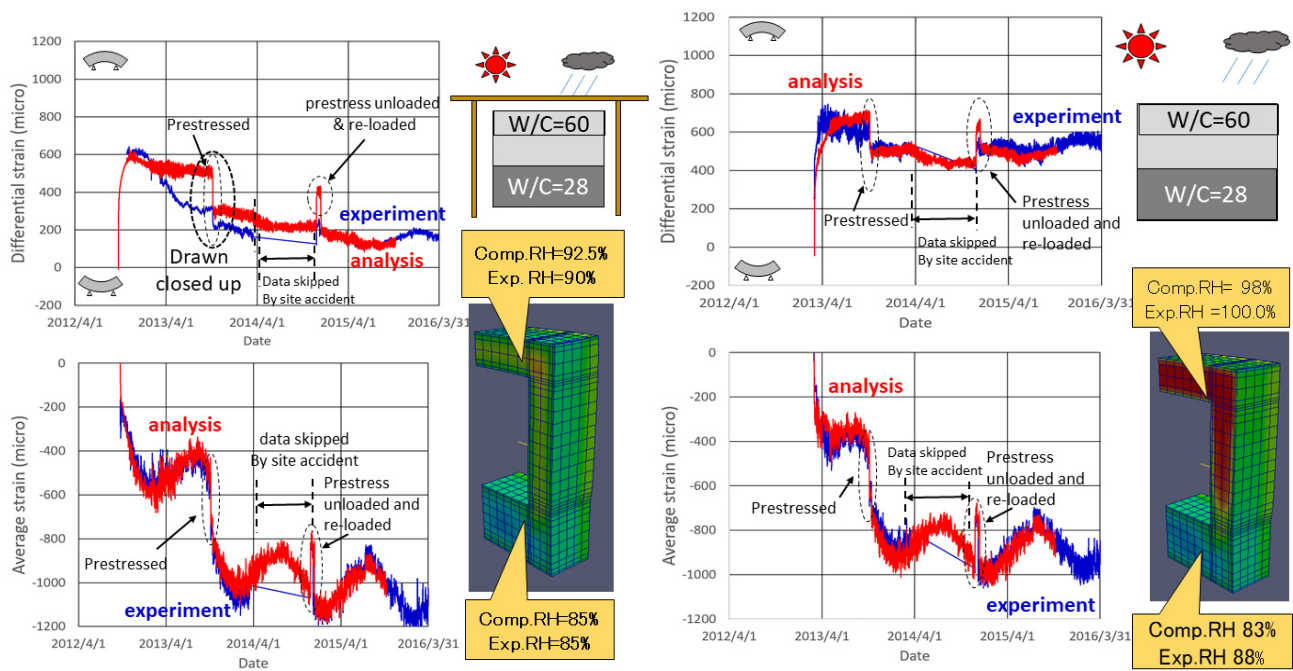 1200
1000
800
600
400
200
0
-200
Differential strain (micro)
2012/4/1
2013/4/1
2014/4/1
2015/4/1
2016/3/31
Date
Prestressed
prestress unloaded
& re-loaded
experiment
analysis
Drawn
closed up
Data skipped
By site accident
W/C=60
W/C=28
Comp.RH=92.5%
Exp. RH=90%
0
-200
-400
-600
-800
-1000
-1200
Average strain (micro)
2012/4/1
2013/4/1
2014/4/1
2015/4/1
2016/3/31
Date
analysis
data skipped
By site accident
Prestress
unloaded and
re-loaded
Prestressed
experiment
Comp.RH=85%
Exp.RH=85%
1200
1000
800
600
400
200
0
-200
Differential strain (micro)
2012/4/1
2013/4/1
2014/4/1
2015/4/1
2016/3/31
Date
analysis
experiment
Prestressed
Prestress
unloaded and
re-loaded
Data skipped
By site accident
W/C=60
W/C=28
Comp.RH= 98%
Exp.RH =100.0%
0
-200
-400
-600
-800
-1000
-1200
Average strain (micro)
2012/4/1
2013/4/1
2014/4/1
2015/4/1
2016/3/31
Date
analysis
Data skipped
By site accident
Prestress
unloaded and
re-loaded
Prestressed
experiment
Comp.RH 83%
Exp.RH 88%